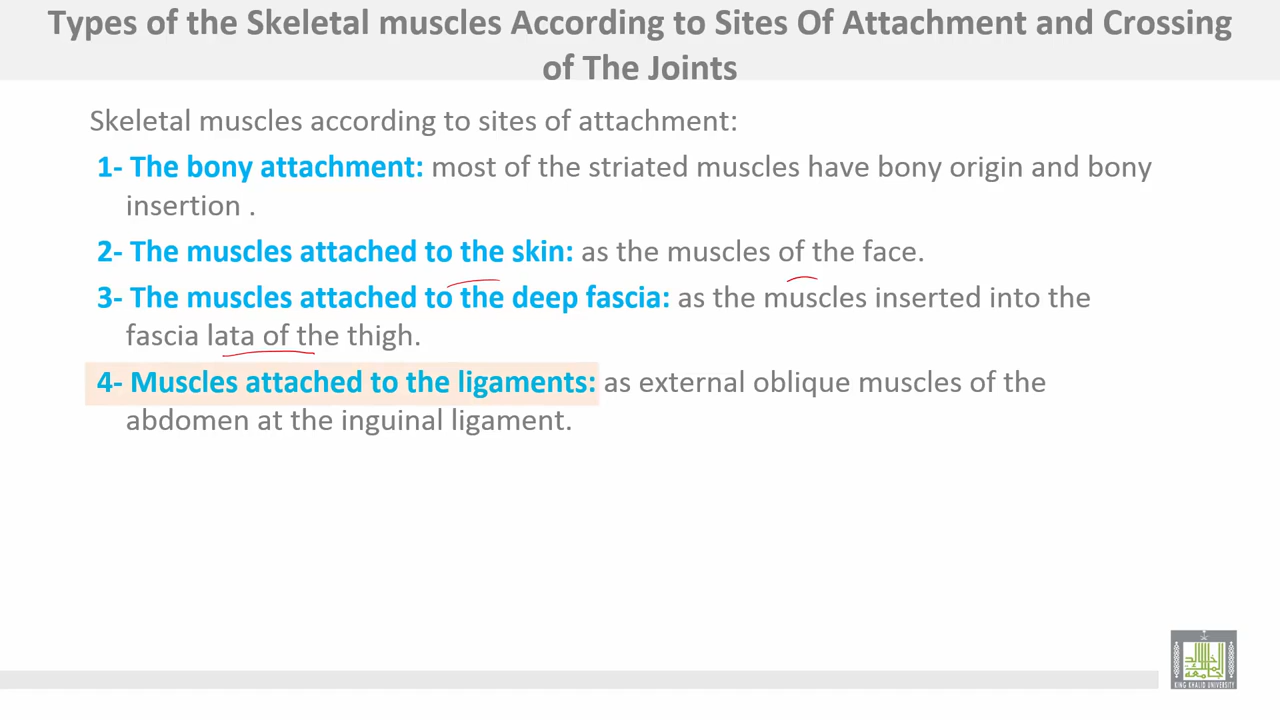 Types of the Skeletal muscles According to Sites Of Attachment and Crossing
of The Joints
Skeletal muscles according to sites of attachment:
1- The bony attachment: most of the striated muscles have bony origin and bony
insertion .
2- The muscles attached to the skin: as the muscles of the face.
3- The muscles attached to the deep fascia: as the muscles inserted into the
fascia lata of the thigh.
4- Muscles attached to the ligaments: as external oblique muscles of the
abdomen at the inguinal ligament.
KING KHALID UNIVERSITY